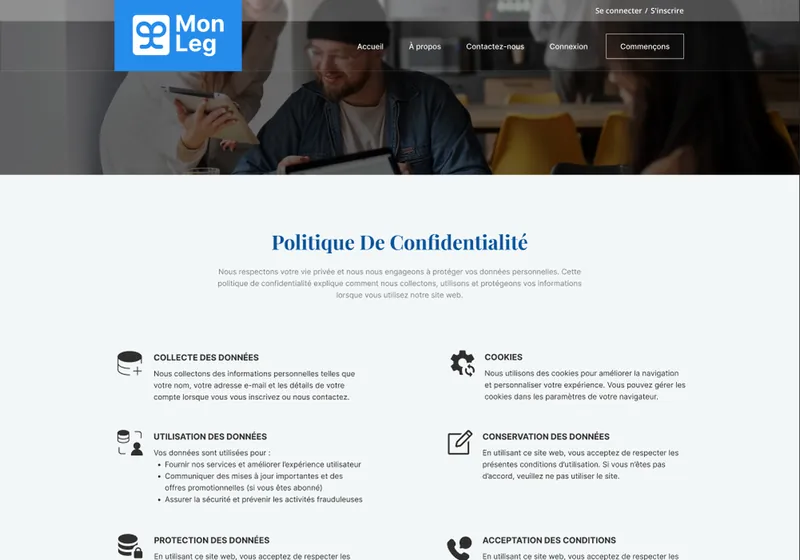 Se connecter / S'inscrire
Mon
Leg
Accueil
À propos
Contactez-nous
Connexion
Commençons
Politique De Confidentialité
Nous respectons votre vie privée et nous nous engageons à protéger vos données personnelles. Cette
politique de confidentialité explique comment nous collectons, utilisons et protégeons vos informations
lorsque vous utilisez notre site web.
COLLECTE DES DONNÉES
Nous collectons des informations personnelles telles que
votre nom, votre adresse e-mail et les détails de votre
compte lorsque vous vous inscrivez ou nous contactez.
COOKIES
Nous utilisons des cookies pour améliorer la navigation
et personnaliser votre expérience. Vous pouvez gérer les
cookies dans les paramètres de votre navigateur.
UTILISATION DES DONNÉES
Vos données sont utilisées pour :
• Fournir nos services et améliorer l'expérience utilisateur
• Communiquer des mises à jour importantes et des
offres promotionnelles (si vous êtes abonné)
• Assurer la sécurité et prévenir les activités frauduleuses
CONSERVATION DES DONNÉES
En utilisant ce site web, vous acceptez de respecter les
présentes conditions d'utilisation. Si vous n'êtes pas
d'accord, veuillez ne pas utiliser le site.
PROTECTION DES DONNÉES
En utilisant ce site web, vous acceptez de respecter les
ACCEPTATION DES CONDITIONS
En utilisant ce site web, vous acceptez de respecter les